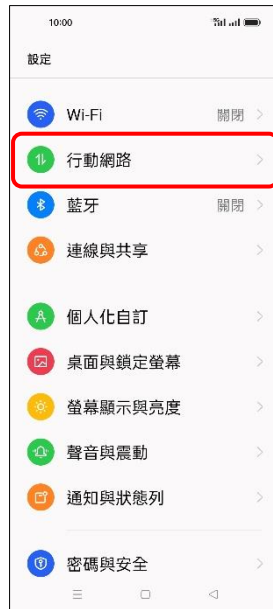 10:00
設定
Wi-Fi 關閉
行動網路
藍牙 關閉
連線與共享
個人化自訂
桌面與鎖定螢幕
螢幕顯示與亮度
聲音與震動
通知與狀態列
密碼與安全